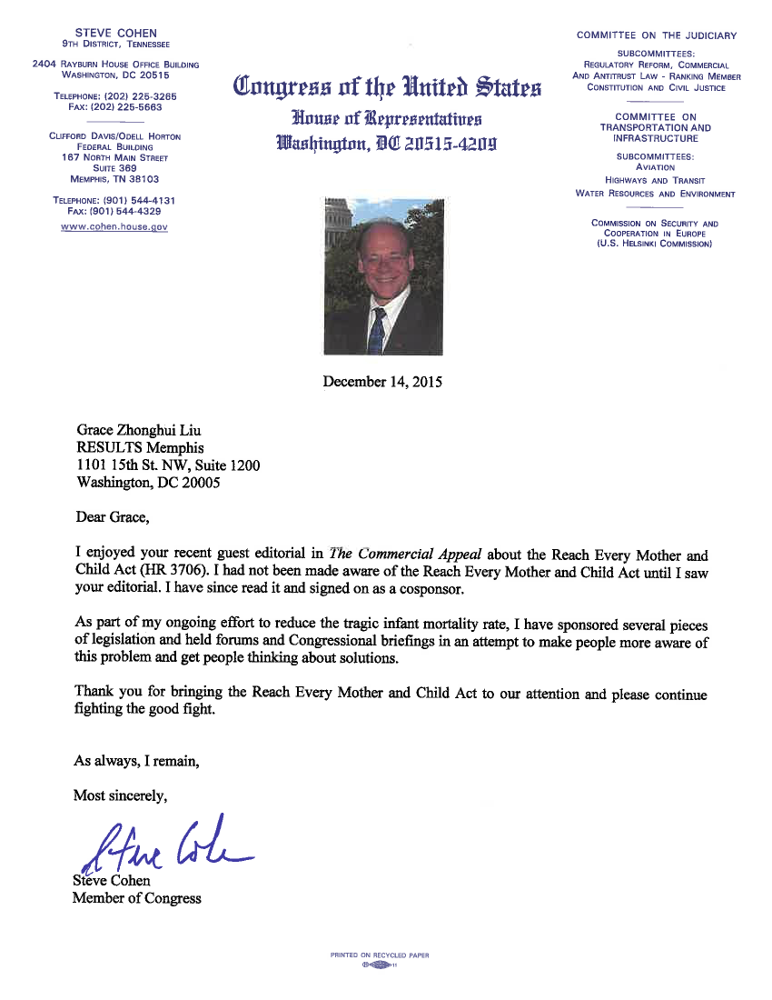 STEVE COHEN
9TH DISTRICT, TENNESSEE
2404 RAYBURN HOUSE OFFICE BUILDING
WASHINGTON, DC 20515
TELEPHONE: (202) 225-3265
FAX: (202) 225-5663
CLIFFORD DAVIS/ODELL HORTON
FEDERAL BUILDING
167 NORTH MAIN STREET
SUITE 369
MEMPHIS, TN 38103
TELEPHONE: (901) 544-4131
FAX: (901) 544-4329
www.cohen.house.gov
Congress of the United States
House of Representatives
Washington, DC 20515-4209
COMMITTEE ON THE JUDICIARY
SUBCOMMITTEES:
REGULATORY REFORM, COMMERCIAL
AND ANTITRUST LAW - RANKING MEMBER
CONSTITUTION AND CIVIL JUSTICE
COMMITTEE ON
TRANSPORTATION AND
INFRASTRUCTURE
SUBCOMMITTEES:
AVIATION
HIGHWAYS AND TRANSIT
WATER RESOURCES AND ENVIRONMENT
COMMISSION ON SECURITY AND
COOPERATION IN EUROPE
(U.S. HELSINKI COMMISSION)
December 14, 2015
Grace Zhonghui Liu
RESULTS Memphis
1101 15th St. NW, Suite 1200
Washington, DC 20005
Dear Grace,
I enjoyed your recent guest editorial in The Commercial Appeal about the Reach Every Mother and
Child Act (HR 3706). I had not been made aware of the Reach Every Mother and Child Act until I saw
your editorial. I have since read it and signed on as a cosponsor.
As part of my ongoing effort to reduce the tragic infant mortality rate, I have sponsored several pieces
of legislation and held forums and Congressional briefings in an attempt to make people more aware of
this problem and get people thinking about solutions.
Thank you for bringing the Reach Every Mother and Child Act to our attention and please continue
fighting the good fight.
As always, I remain,
Most sincerely,
Steve Cohen
Steve Cohen
Member of Congress
PRINTED ON RECYCLED PAPER